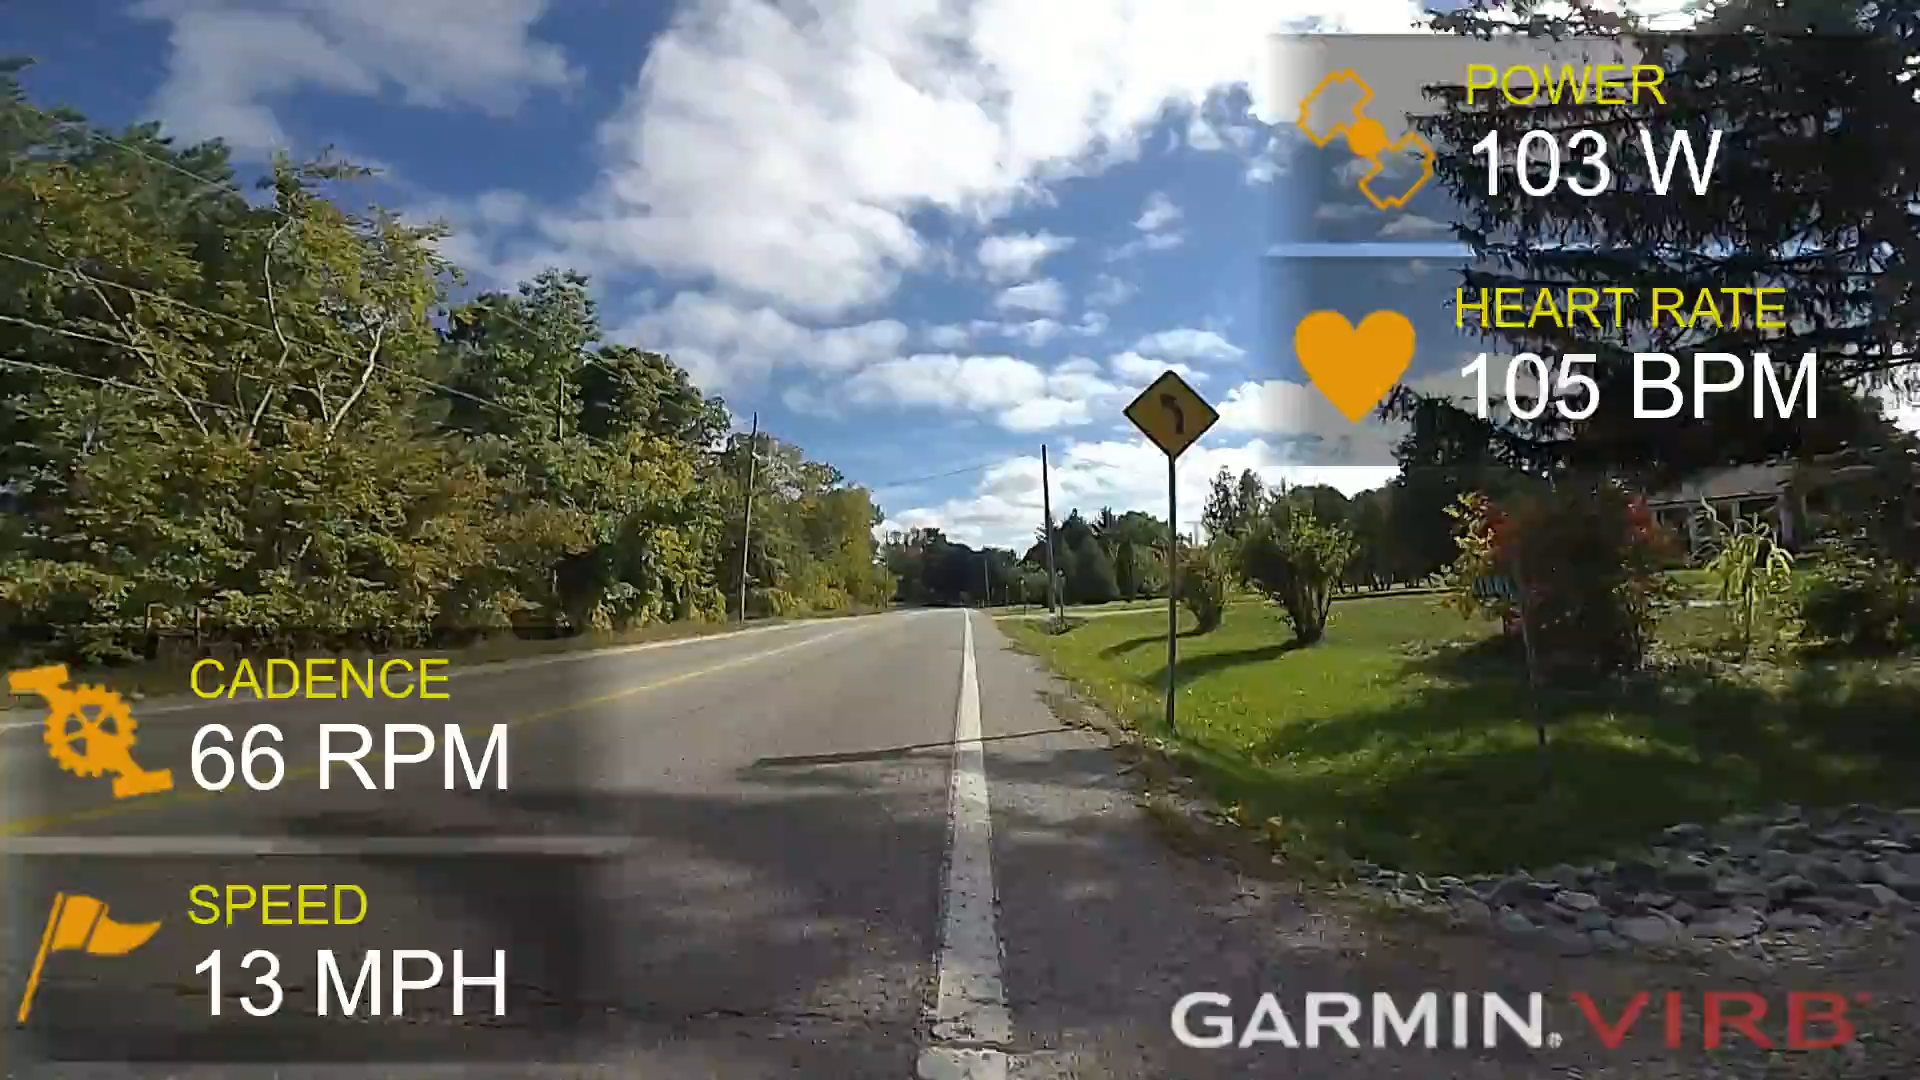 POWER
103 W
HEART RATE
105 BPM
CADENCE
66 RPM
SPEED
13 MPH
GARMIN VIRB